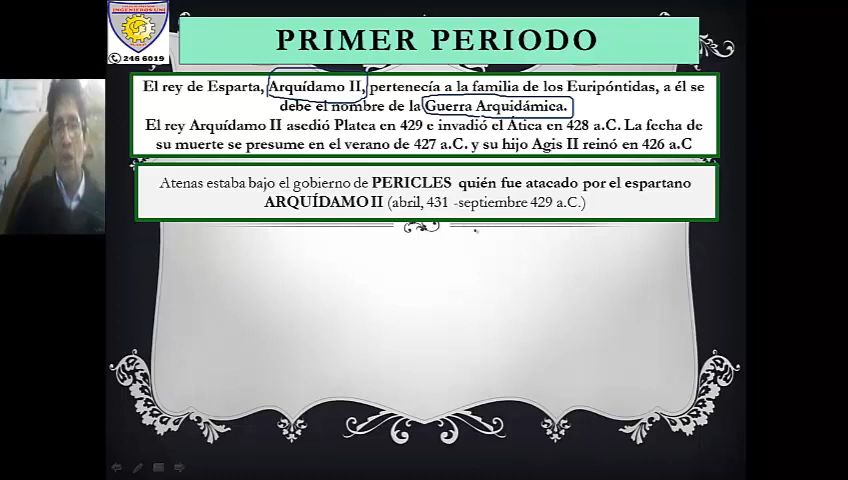 INGENIEROS UNI
246 6019
PRIMER PERIODO
El rey de Esparta, Arquídamo II, pertenecía a la familia de los Euripóntidas, a él se
debe el nombre de la Guerra Arquidámica.
El rey Arquídamo II asedió Platea en 429 e invadió el Ática en 428 a.C. La fecha de
su muerte se presume en el verano de 427 a.C. y su hijo Agis II reinó en 426 a.C
Atenas estaba bajo el gobierno de PERICLES quién fue atacado por el espartano
ARQUÍDAMO II (abril, 431 -septiembre 429 a.C.)